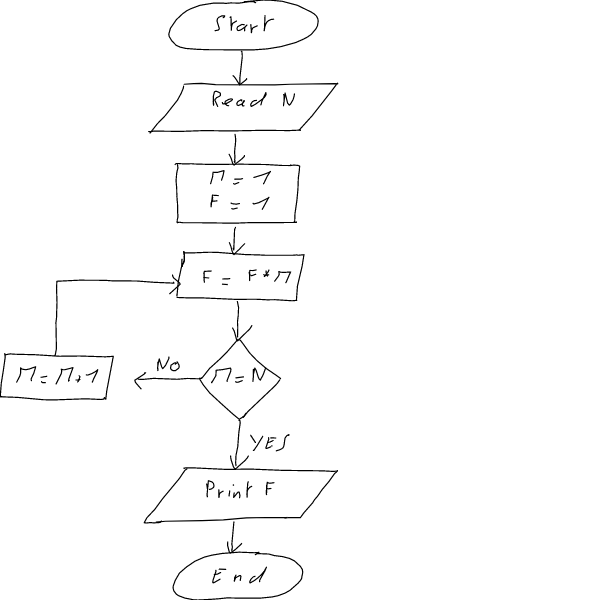 Start
Read N
M = 1
F = 1
F = F * M
NO
M = M + 1
M = N
YES
Print F
End